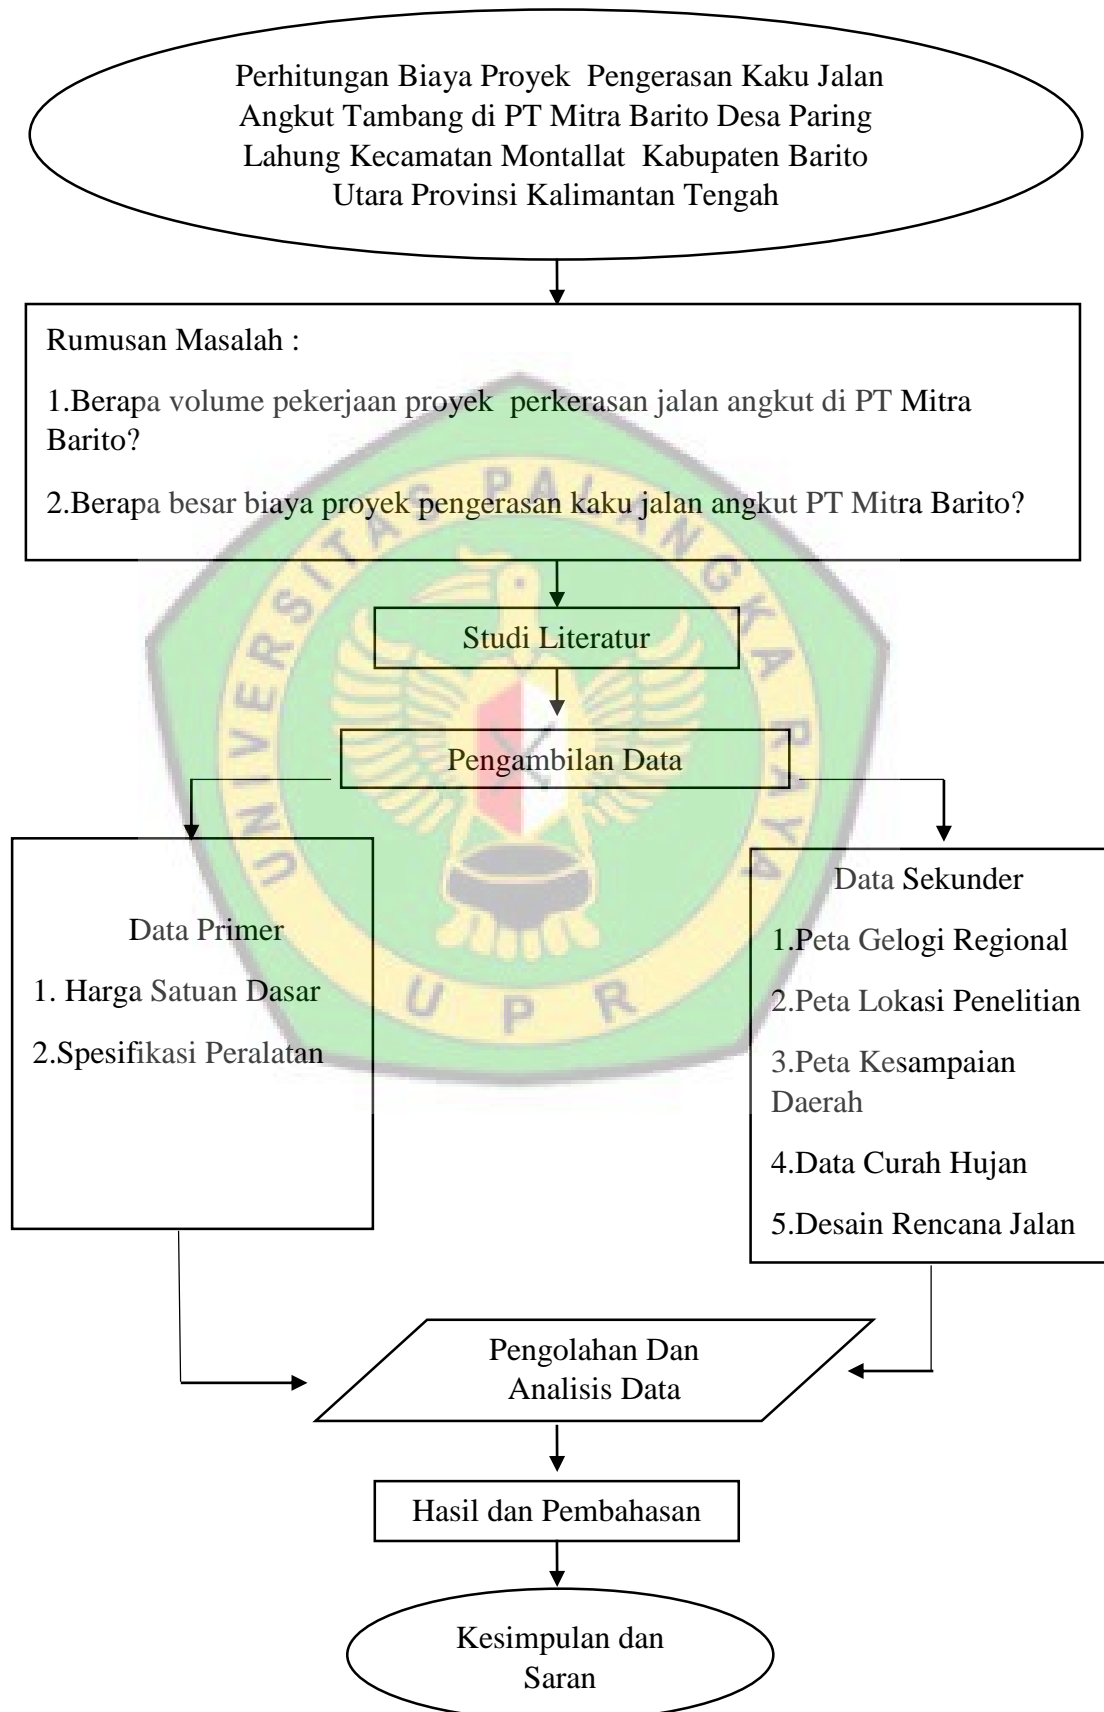 Perhitungan Biaya Proyek  Pengerasan Kaku Jalan
Angkut Tambang di PT Mitra Barito Desa Paring
Lahung Kecamatan Montallat  Kabupaten Barito
Utara Provinsi Kalimantan Tengah
Rumusan Masalah :
1.Berapa volume pekerjaan proyek  perkerasan jalan angkut di PT Mitra
Barito?
2.Berapa besar biaya proyek pengerasan kaku jalan angkut PT Mitra Barito?
UNIVERSITAS PALANGKA RAYA
Studi Literatur
Pengambilan Data
Data Primer
1. Harga Satuan Dasar
2.Spesifikasi Peralatan
Data Sekunder
1.Peta Gelogi Regional
2.Peta Lokasi Penelitian
3.Peta Kesampaian
Daerah
4.Data Curah Hujan
5.Desain Rencana Jalan
U P R
Pengolahan Dan
Analisis Data
Hasil dan Pembahasan
Kesimpulan dan
Saran